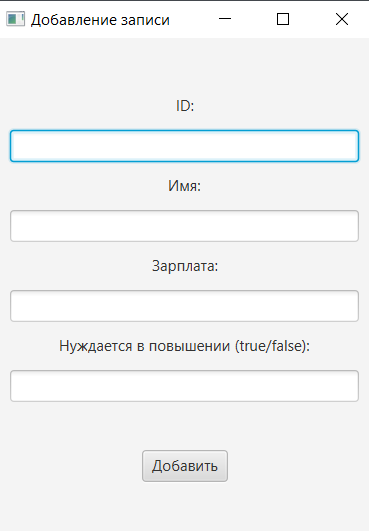 Добавление записи
ID:
Имя:
Зарплата:
Нуждается в повышении (true/false):
Добавить